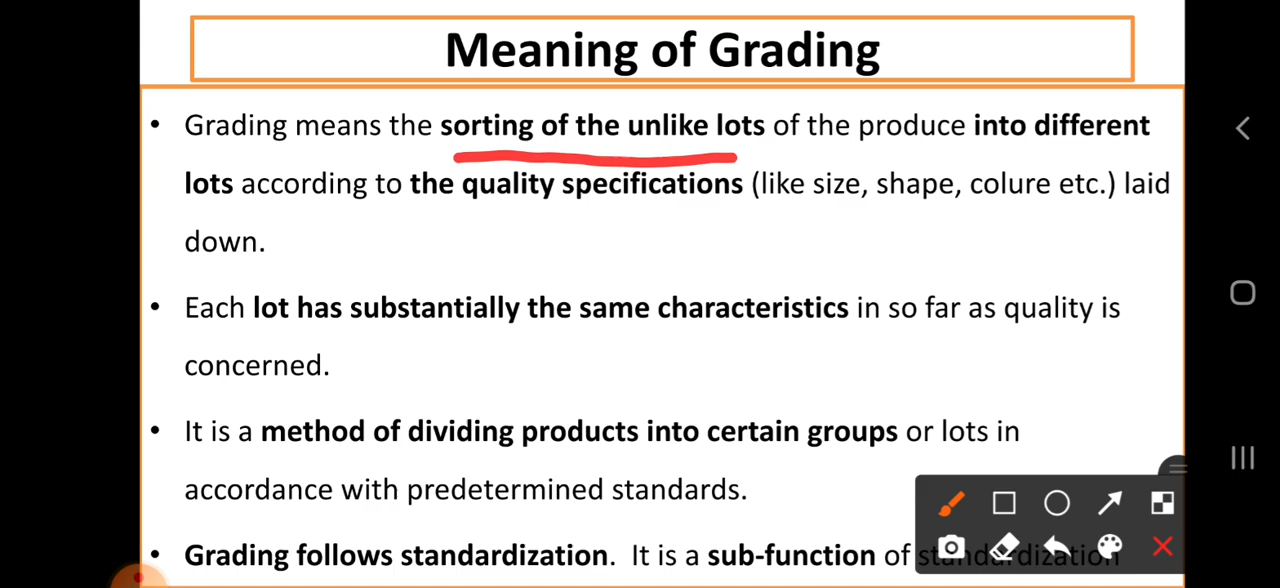 Meaning of Grading
• Grading means the sorting of the unlike lots of the produce into different
lots according to the quality specifications (like size, shape, colure etc.) laid
down.
• Each lot has substantially the same characteristics in so far as quality is
concerned.
• It is a method of dividing products into certain groups or lots in
accordance with predetermined standards.
• Grading follows standardization. It is a sub-function of standardization